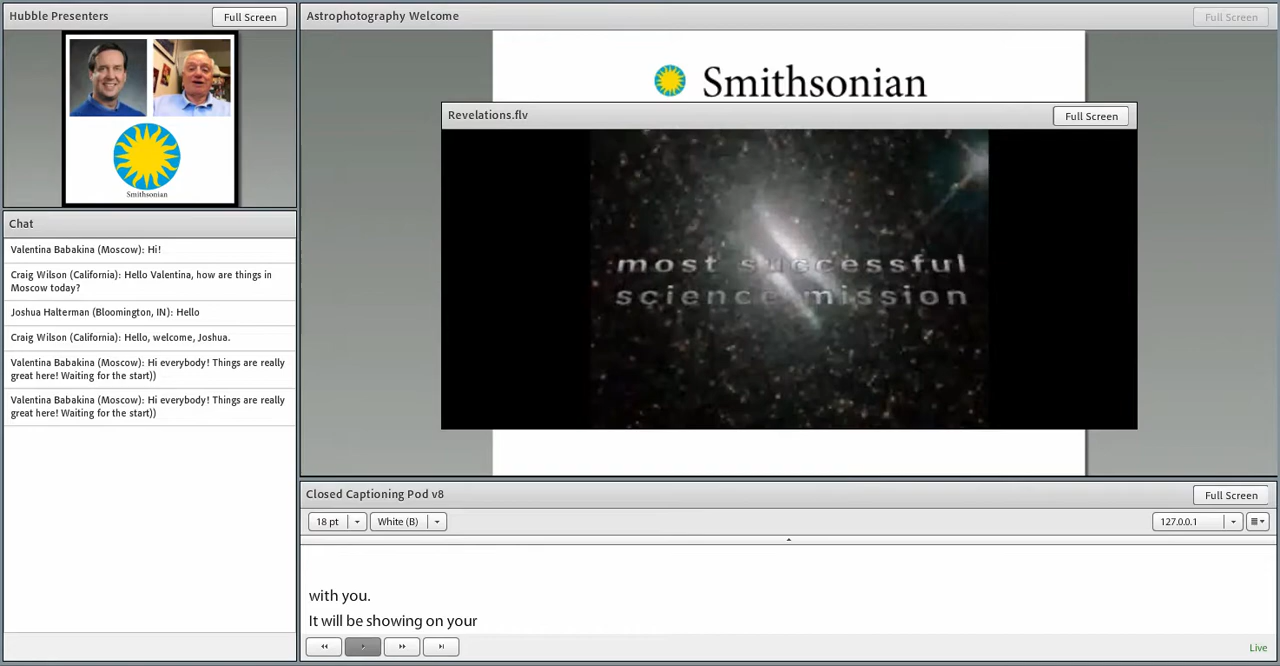 Hubble Presenters
Full Screen
Smithsonian
Chat
Valentina Babakina (Moscow): Hi!
Craig Wilson (California): Hello Valentina, how are things in
Moscow today?
Joshua Halterman (Bloomington, IN): Hello
Craig Wilson (California): Hello, welcome, Joshua.
Valentina Babakina (Moscow): Hi everybody! Things are really
great here! Waiting for the start))
Valentina Babakina (Moscow): Hi everybody! Things are really
great here! Waiting for the start))
Astrophotography Welcome
Full Screen
Smithsonian
Revelations.flv
Full Screen
most successful
science mission
Closed Captioning Pod v8
Full Screen
18 pt
White (B)
127.0.0.1
with you.
It will be showing on your
Live